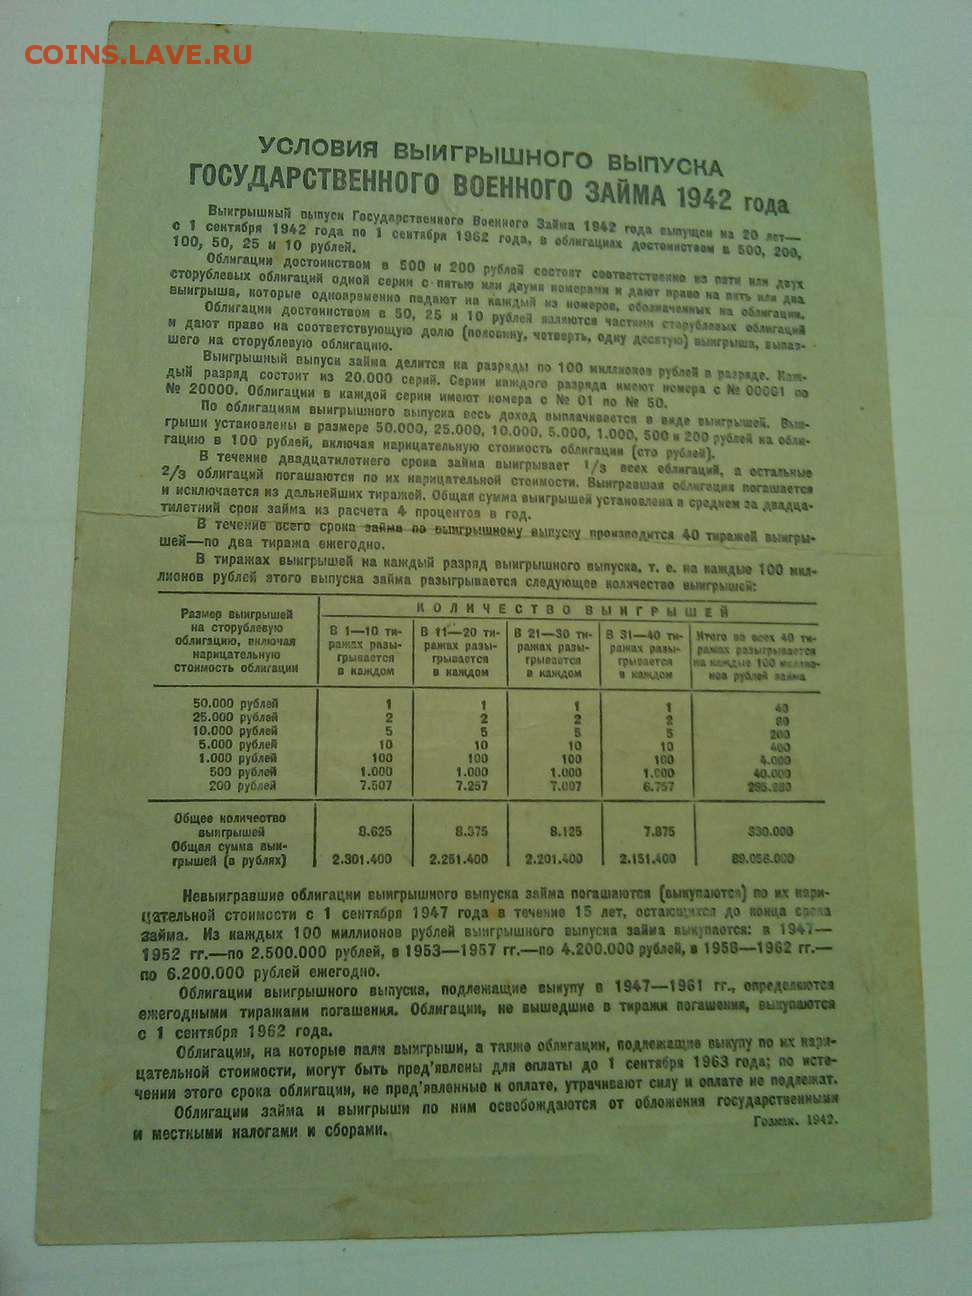 COINS.LAVE.RU
УСЛОВИЯ ВЫИГРЫШНОГО ВЫПУСКА
ГОСУДАРСТВЕННОГО ВОЕННОГО ЗАЙМА 1942 года
Выигрышный выпуск Государственного Военного Займа 1942 года выпущен на 20 лет—
с 1 сентября 1942 года по 1 сентября 1962 года, в облигациях достоинством в 500, 200,
100, 50, 25 и 10 рублей.
Облигации достоинством в 500 и 200 рублей состоят соответственно из пяти или двух
сторублевых облигаций одной серии с пятью или двумя номерами и дают право на пять или два
выигрыша, которые одновременно падают на каждый из номеров, обозначенных на облигации.
Облигации достоинством в 50, 25 и 10 рублей являются частями сторублевых облигаций
и дают право на соответствующую долю (половину, четверть, одну десятую) выигрыша, выпав-
шего на сторублевую облигацию.
Выигрышный выпуск займа делится на разряды по 100 миллионов рублей в разряде. Каж-
дый разряд состоит из 20.000 серий. Серии каждого разряда имеют номера с № 00001 по
№ 20000. Облигации в каждой серии имеют номера с № 01 по № 50.
По облигациям выигрышного выпуска весь доход выплачивается в виде выигрышей. Выи-
грыши установлены в размере 50.000, 25.000, 10.000, 5.000, 1.000, 500 и 200 рублей на обли-
гацию в 100 рублей, включая нарицательную стоимость облигации (сто рублей).
В течение двадцатилетнего срока займа выигрывает 1/3 всех облигаций, а остальные
2/3 облигаций погашаются по их нарицательной стоимости. Выигравшая облигация погашается
и исключается из дальнейших тиражей. Общая сумма выигрышей установлена в среднем за двадца-
тилетний срок займа из расчета 4 процентов в год.
В течение всего срока займа по выигрышному выпуску производится 40 тиражей выигры-
шей—по два тиража ежегодно.
В тиражах выигрышей на каждый разряд выигрышного выпуска, т. е. на каждые 100 мил-
лионов рублей этого выпуска займа разыгрывается следующее количество выигрышей:
Размер выигрышей
на сторублевую
облигацию, включая
нарицательную
стоимость облигации
КОЛИЧЕСТВО ВЫИГРЫШЕЙ
В 1—10 ти-
ражах разы-
грывается
в каждом
В 11—20 ти-
ражах разы-
грывается
в каждом
В 21—30 ти-
ражах разы-
грывается
в каждом
В 31—40 ти-
ражах разы-
грывается
в каждом
Итого во всех 40 ти-
ражах разыгрывается
на каждые 100 миллио-
нов рублей займа
50.000 рублей 1 1 1 1 40
25.000 рублей 2 2 2 2 80
10.000 рублей 5 5 5 5 200
5.000 рублей 10 10 10 10 400
1.000 рублей 100 100 100 100 4.000
500 рублей 1.000 1.000 1.000 1.000 40.000
200 рублей 7.507 7.257 7.007 6.757 285.280
Общее количество
выигрышей 8.625 8.375 8.125 7.875 330.000
Общая сумма выи-
грышей (в рублях) 2.301.400 2.251.400 2.201.400 2.151.400 89.056.000
Невыигравшие облигации выигрышного выпуска займа погашаются (выкупаются) по их нари-
цательной стоимости с 1 сентября 1947 года в течение 15 лет, остающихся до конца срока
займа. Из каждых 100 миллионов рублей выигрышного выпуска займа выкупается: в 1947—
1952 гг.—по 2.500.000 рублей, в 1953—1957 гг.—по 4.200.000 рублей, в 1958—1962 гг.—
по 6.200.000 рублей ежегодно.
Облигации выигрышного выпуска, подлежащие выкупу в 1947—1961 гг., определяются
ежегодными тиражами погашения. Облигации, не вышедшие в тиражи погашения, выкупаются
с 1 сентября 1962 года.
Облигации, на которые пали выигрыши, а также облигации, подлежащие выкупу по их нари-
цательной стоимости, могут быть пред'явлены для оплаты до 1 сентября 1963 года; по исте-
чении этого срока облигации, не пред'явленные к оплате, утрачивают силу и оплате не подлежат.
Облигации займа и выигрыши по ним освобождаются от обложения государственными
и местными налогами и сборами.
Гознак. 1942.